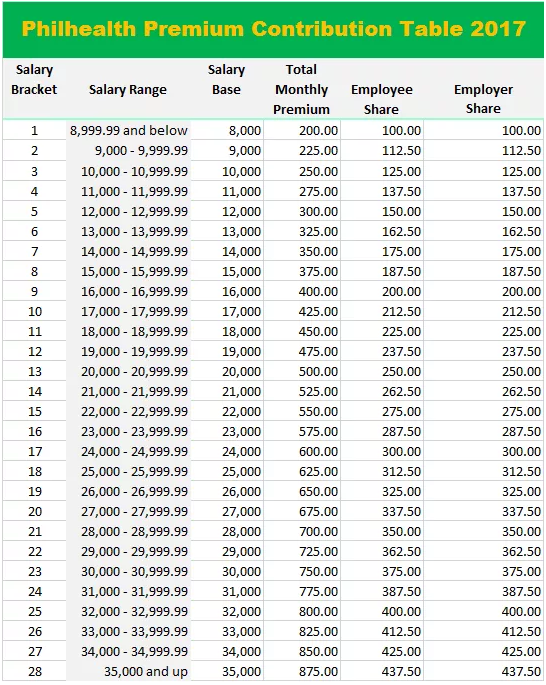 Philhealth Premium Contribution Table 2017
Salary Bracket Salary Range Salary Base Total Monthly Premium Employee Share Employer Share
1 8,999.99 and below 8,000 200.00 100.00 100.00
2 9,000 - 9,999.99 9,000 225.00 112.50 112.50
3 10,000 - 10,999.99 10,000 250.00 125.00 125.00
4 11,000 - 11,999.99 11,000 275.00 137.50 137.50
5 12,000 - 12,999.99 12,000 300.00 150.00 150.00
6 13,000 - 13,999.99 13,000 325.00 162.50 162.50
7 14,000 - 14,999.99 14,000 350.00 175.00 175.00
8 15,000 - 15,999.99 15,000 375.00 187.50 187.50
9 16,000 - 16,999.99 16,000 400.00 200.00 200.00
10 17,000 - 17,999.99 17,000 425.00 212.50 212.50
11 18,000 - 18,999.99 18,000 450.00 225.00 225.00
12 19,000 - 19,999.99 19,000 475.00 237.50 237.50
13 20,000 - 20,999.99 20,000 500.00 250.00 250.00
14 21,000 - 21,999.99 21,000 525.00 262.50 262.50
15 22,000 - 22,999.99 22,000 550.00 275.00 275.00
16 23,000 - 23,999.99 23,000 575.00 287.50 287.50
17 24,000 - 24,999.99 24,000 600.00 300.00 300.00
18 25,000 - 25,999.99 25,000 625.00 312.50 312.50
19 26,000 - 26,999.99 26,000 650.00 325.00 325.00
20 27,000 - 27,999.99 27,000 675.00 337.50 337.50
21 28,000 - 28,999.99 28,000 700.00 350.00 350.00
22 29,000 - 29,999.99 29,000 725.00 362.50 362.50
23 30,000 - 30,999.99 30,000 750.00 375.00 375.00
24 31,000 - 31,999.99 31,000 775.00 387.50 387.50
25 32,000 - 32,999.99 32,000 800.00 400.00 400.00
26 33,000 - 33,999.99 33,000 825.00 412.50 412.50
27 34,000 - 34,999.99 34,000 850.00 425.00 425.00
28 35,000 and up 35,000 875.00 437.50 437.50